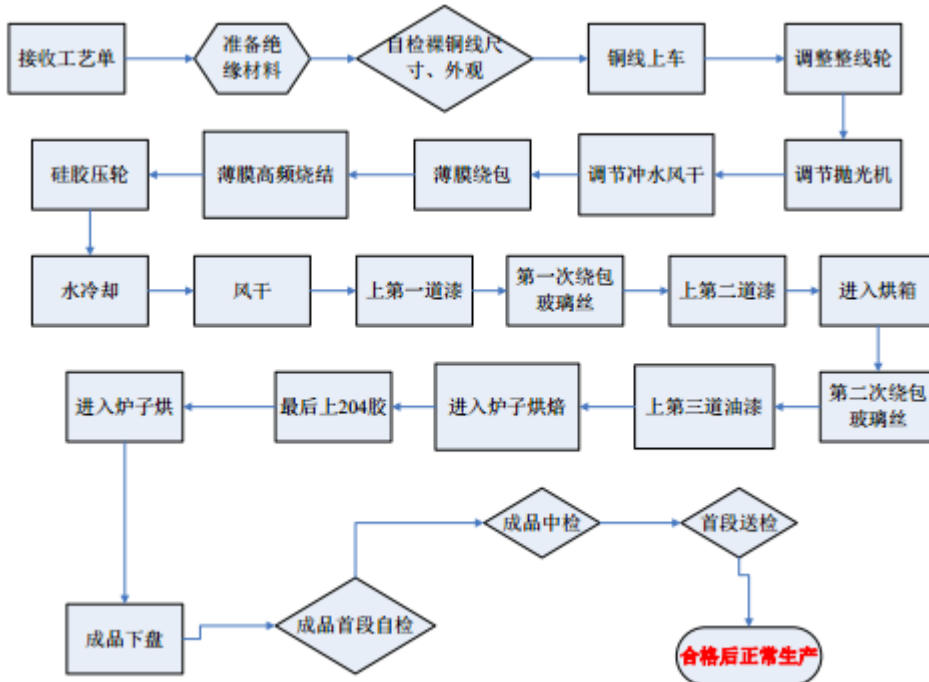 接收工艺单
准备绝
缘材料
自检裸铜线尺
寸、外观
铜线上车
调整整线轮
调节抛光机
调节冲水风干
薄膜绕包
薄膜高频烧结
硅胶压轮
水冷却
风干
上第一道漆
第一次绕包
玻璃丝
上第二道漆
进入烘箱
第二次绕包
玻璃丝
上第三道油漆
进入炉子烘焙
最后上204胶
进入炉子烘
成品下盘
成品首段自检
成品中检
首段送检
合格后正常生产